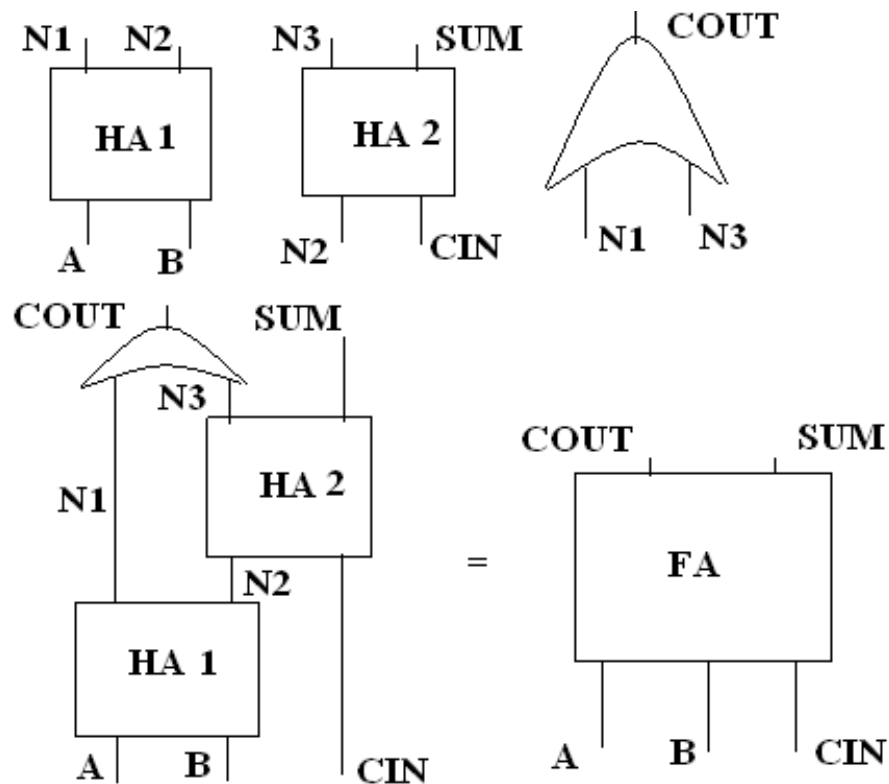 N1 N2 N3 SUM COUT
HA 1 HA 2
A B N2 CIN N1 N3
COUT SUM
N3
COUT SUM
N1 HA 2
= FA
N2
HA 1
A B CIN A B CIN